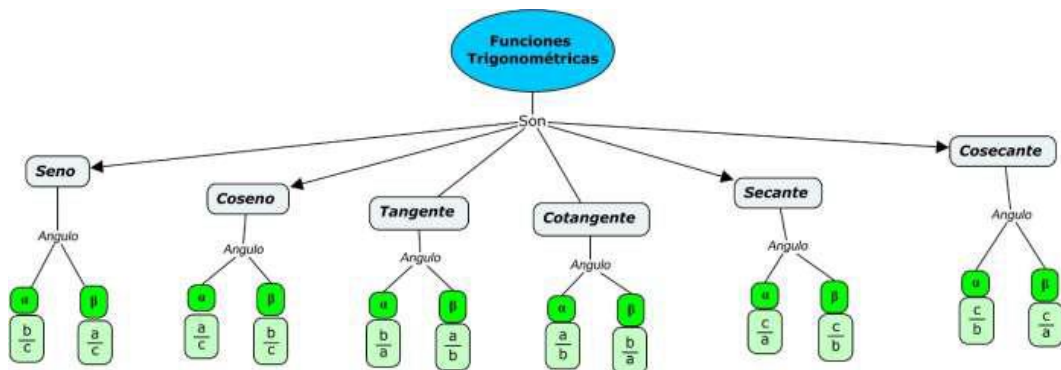 Funciones
Trigonométricas
Son
Seno
Angulo
α β
b/c a/c
Coseno
Angulo
α β
a/c b/c
Tangente
Angulo
α β
b/a a/b
Cotangente
Angulo
α β
a/b b/a
Secante
Angulo
α β
c/a c/b
Cosecante
Angulo
α β
c/b c/a